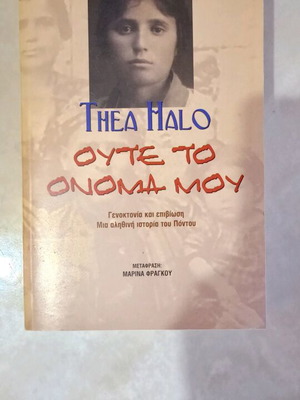 THEA HALO
ΟΥΤΕ ΤΟ
ΟΝΟΜΑ ΜΟΥ
Γενοκτονία και επιβίωση
Μια αληθινή ιστορία του Πόντου
ΜΕΤΑΦΡΑΣΗ:
ΜΑΡΙΝΑ ΦΡΑΓΚΟΥ